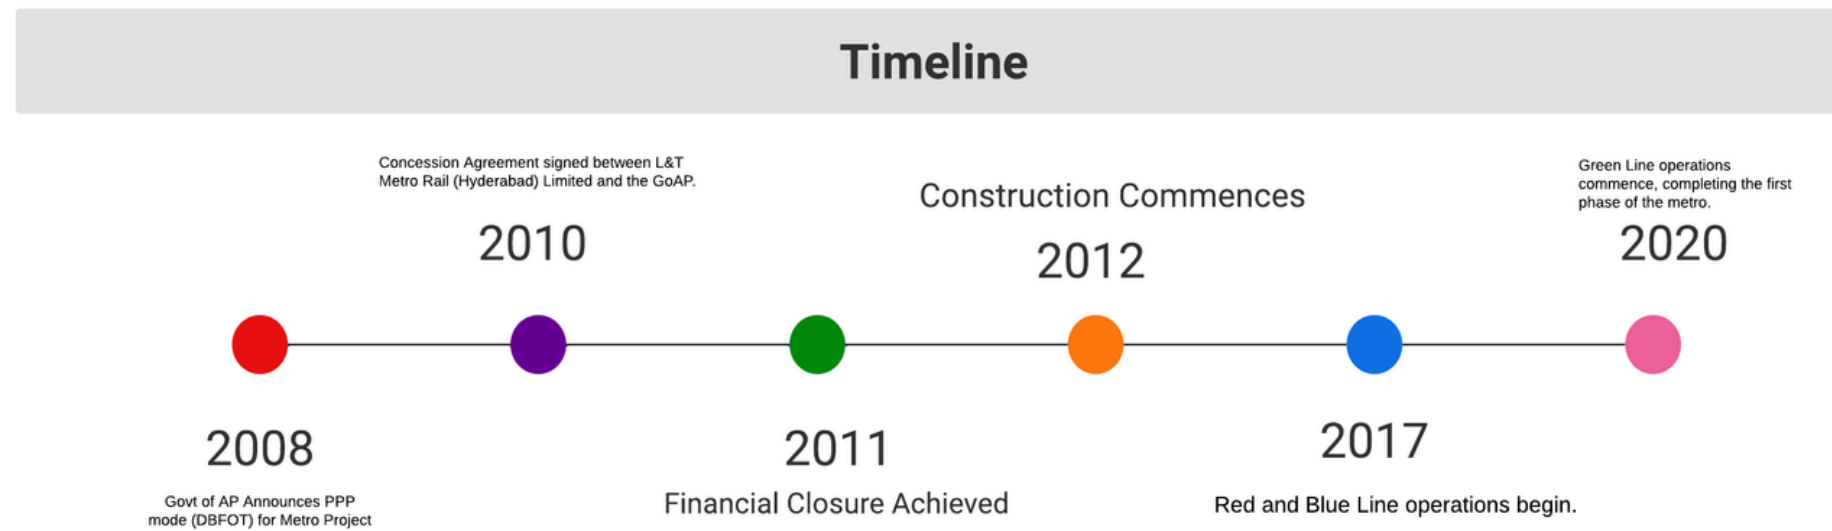 Timeline
Govt of AP Announces PPP
mode (DBFOT) for Metro Project
2008
Concession Agreement signed between L&T
Metro Rail (Hyderabad) Limited and the GoAP.
2010
2011
Financial Closure Achieved
Construction Commences
2012
2017
Red and Blue Line operations begin.
Green Line operations
commence, completing the first
phase of the metro.
2020